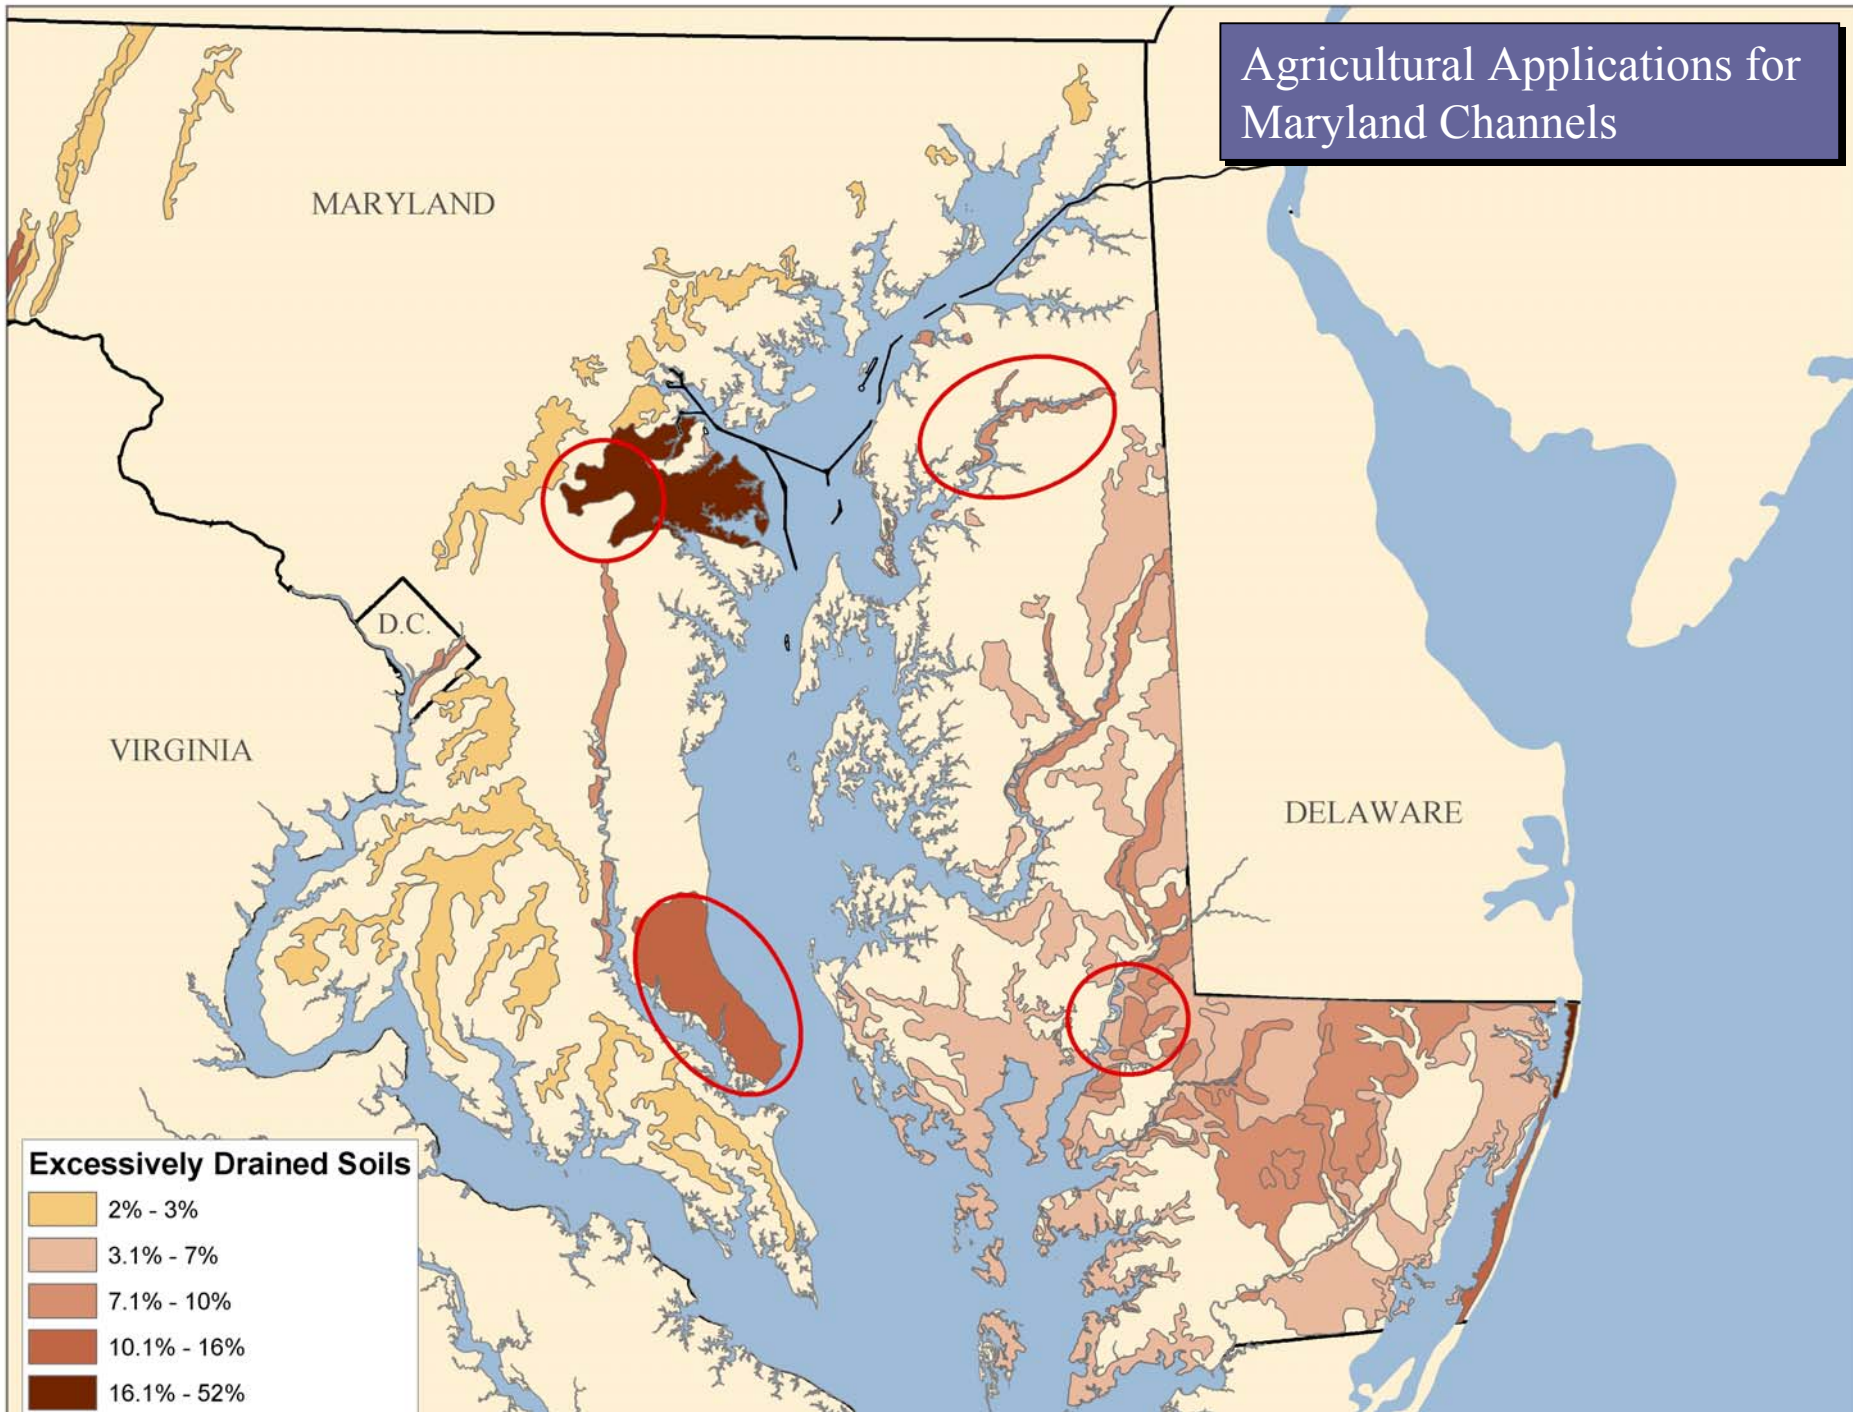 Agricultural Applications for
Maryland Channels
MARYLAND
D.C.
VIRGINIA
DELAWARE
Excessively Drained Soils
2% - 3%
3.1% - 7%
7.1% - 10%
10.1% - 16%
16.1% - 52%